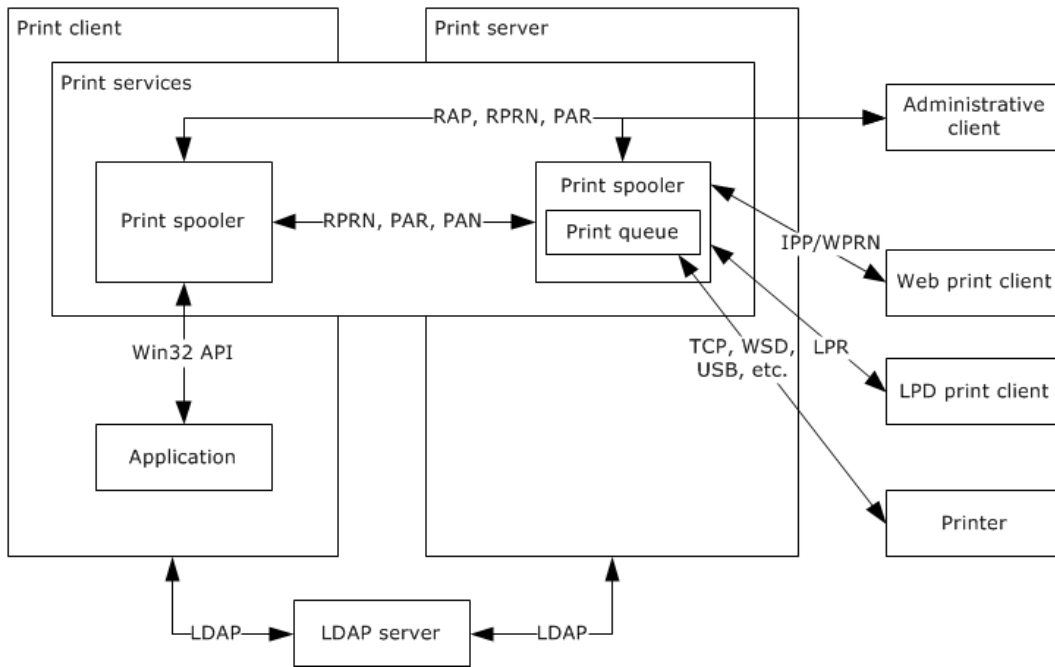 Print client
Print server
Print services
RAP, RPRN, PAR
Administrative
client
Print spooler
Print spooler
RPRN, PAR, PAN
Print queue
IPP/WPRN
Web print client
Win32 API
TCP, WSD,
USB, etc.
LPR
LPD print client
Application
Printer
LDAP
LDAP server
LDAP